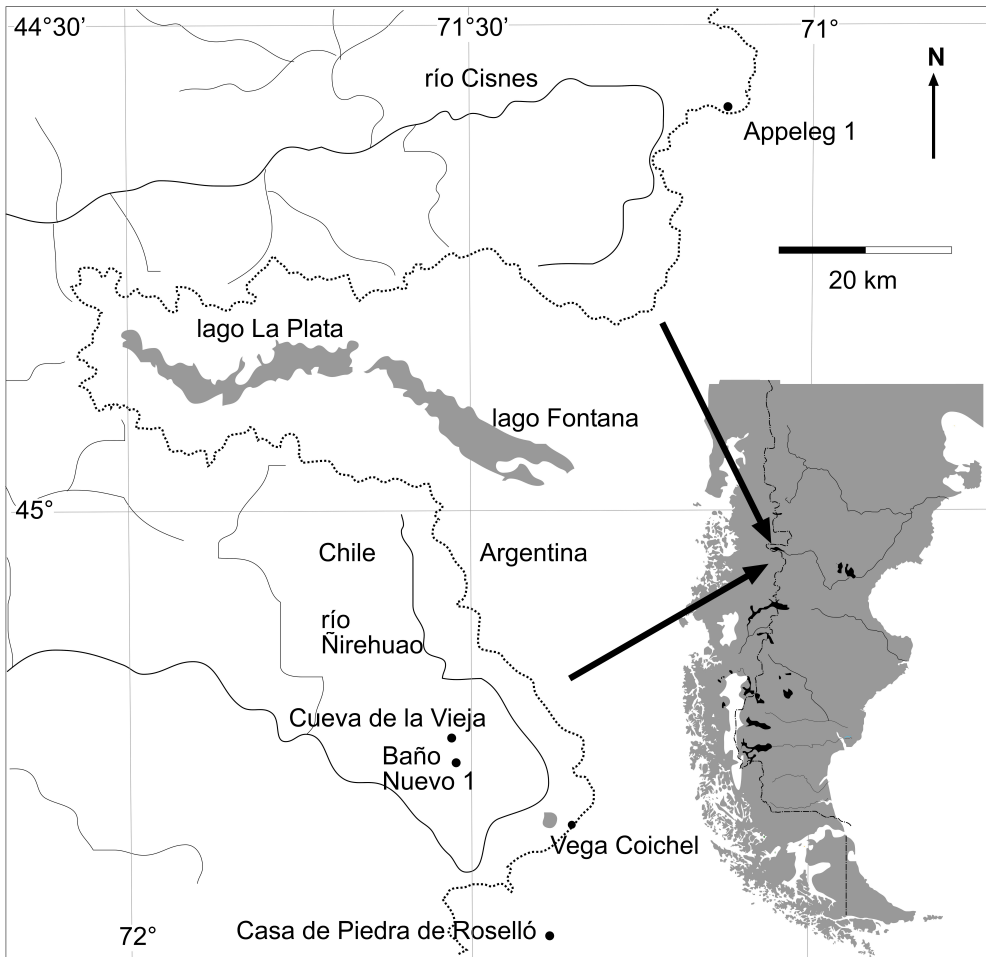 44°30’
71°30’
71°
río Cisnes
N
Appeleg 1
20 km
lago La Plata
lago Fontana
45°
Chile
Argentina
río
Ñirehuao
Cueva de la Vieja
Baño
Nuevo 1
Vega Coichel
Casa de Piedra de Roselló
72°